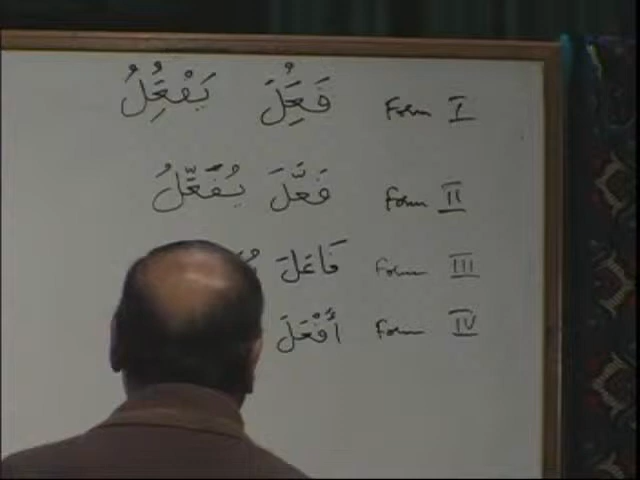 Form I فَعَُِلَ يَفْعَُِلُ
Form II فَعَّلَ يُفَعِّلُ
Form III فَاعَلَ
Form IV أَفْعَلَ